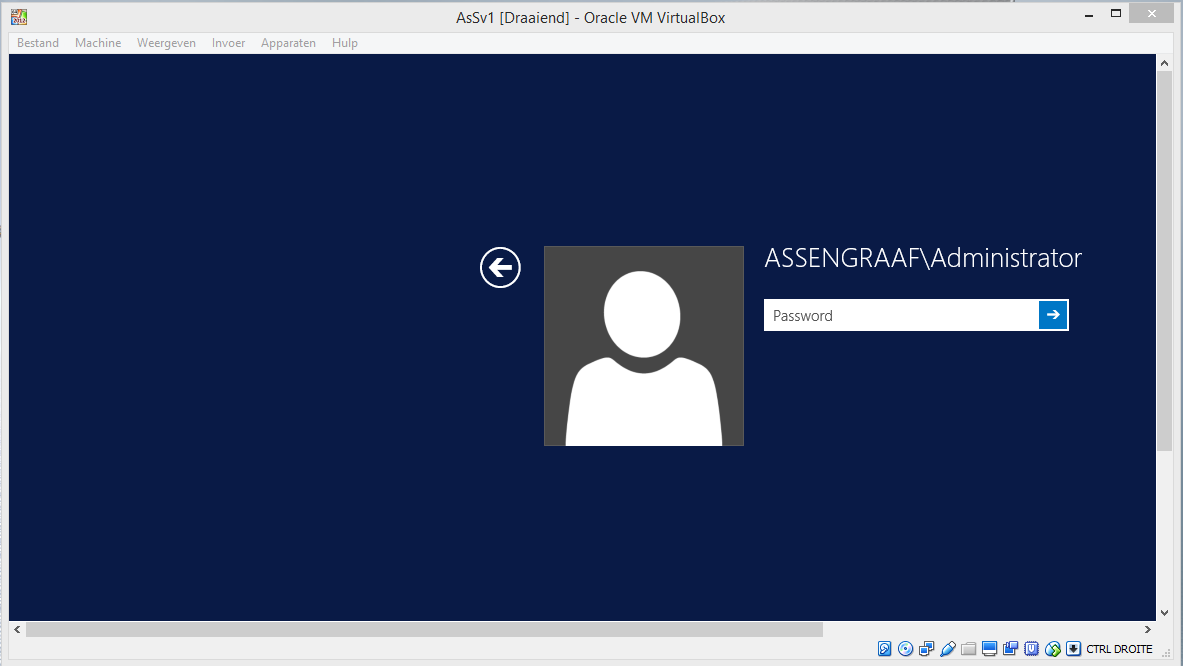 AsSv1 [Draaiend] - Oracle VM VirtualBox
Bestand Machine Weergeven Invoer Apparaten Hulp
ASSENGRAAF\Administrator
Password
CTRL DROITE